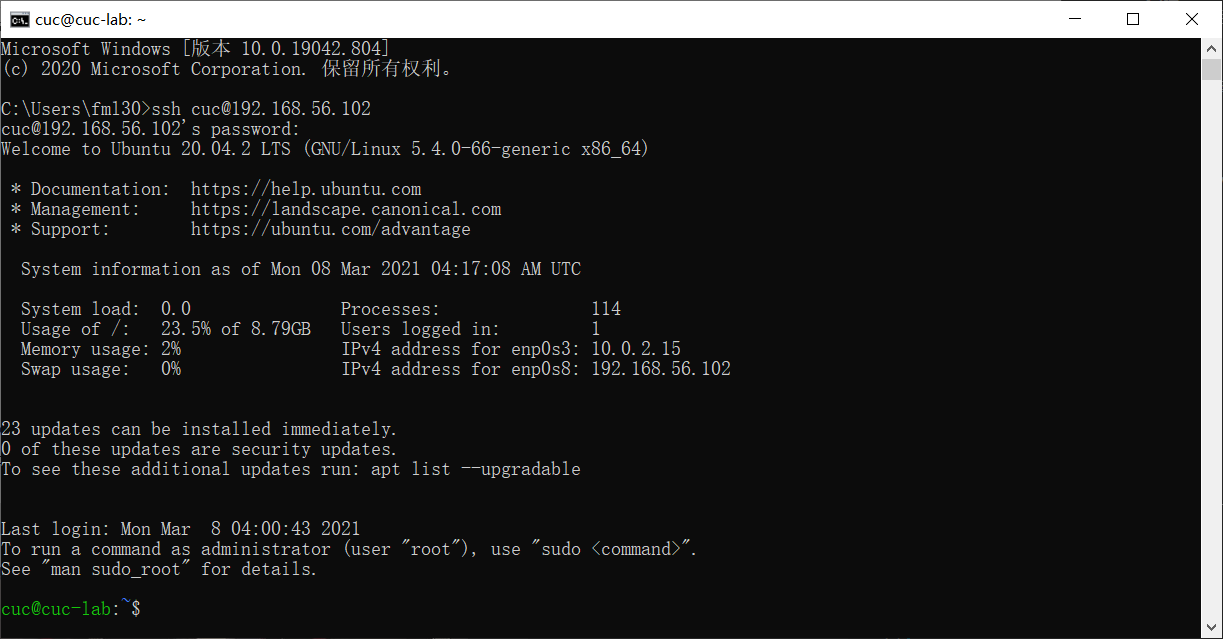 cuc@cuc-lab: ~
Microsoft Windows [版本 10.0.19042.804]
(c) 2020 Microsoft Corporation. 保留所有权利。
C:\Users\fml30>ssh cuc@192.168.56.102
cuc@192.168.56.102's password:
Welcome to Ubuntu 20.04.2 LTS (GNU/Linux 5.4.0-66-generic x86_64)
* Documentation:  https://help.ubuntu.com
* Management:     https://landscape.canonical.com
* Support:        https://ubuntu.com/advantage
System information as of Mon 08 Mar 2021 04:17:08 AM UTC
System load:  0.0               Processes:               114
Usage of /:   23.5% of 8.79GB   Users logged in:         1
Memory usage: 2%                IPv4 address for enp0s3: 10.0.2.15
Swap usage:   0%                IPv4 address for enp0s8: 192.168.56.102
23 updates can be installed immediately.
0 of these updates are security updates.
To see these additional updates run: apt list --upgradable
Last login: Mon Mar  8 04:00:43 2021
To run a command as administrator (user "root"), use "sudo <command>".
See "man sudo_root" for details.
cuc@cuc-lab:~$